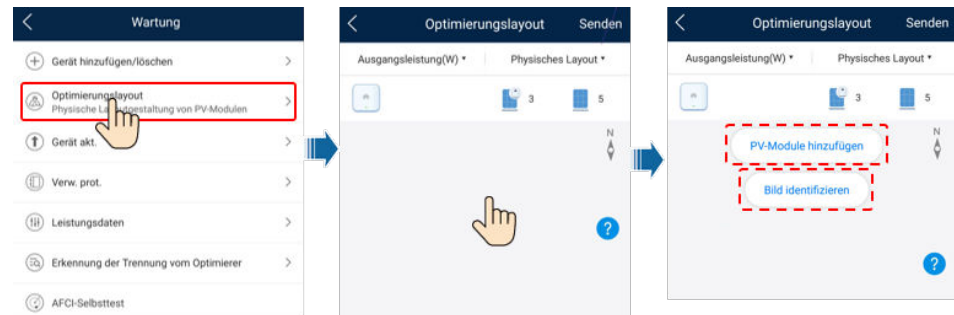 Wartung
Gerät hinzufügen/löschen
Optimierungslayout
Physische Layoutgestaltung von PV-Modulen
Gerät akt.
Verw. prot.
Leistungsdaten
Erkennung der Trennung vom Optimierer
AFCI-Selbsttest
Optimierungslayout Senden
Ausgangsleistung(W) Physisches Layout
3 5
N
?
Optimierungslayout Senden
Ausgangsleistung(W) Physisches Layout
3 5
N
PV-Module hinzufügen
Bild identifizieren
?